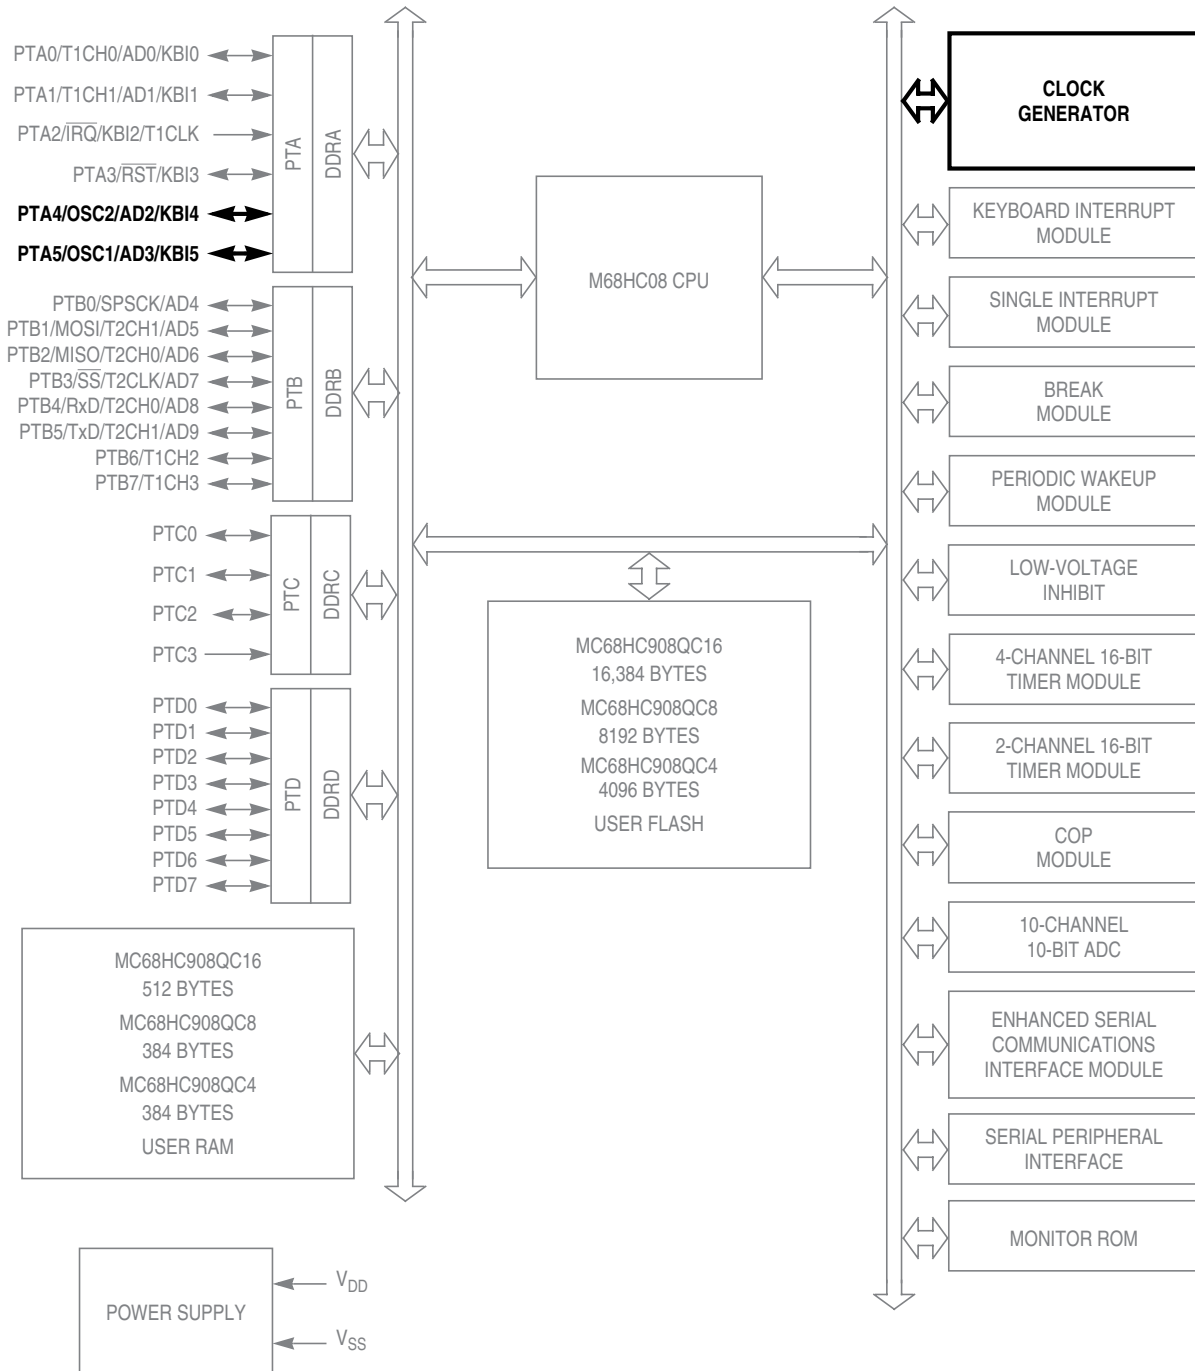 PTA0/T1CH0/AD0/KBI0
PTA1/T1CH1/AD1/KBI1
PTA2/IRQ/KBI2/T1CLK
PTA3/RST/KBI3
PTA4/OSC2/AD2/KBI4
PTA5/OSC1/AD3/KBI5
PTA
DDRA
PTB0/SPSCK/AD4
PTB1/MOSI/T2CH1/AD5
PTB2/MISO/T2CH0/AD6
PTB3/SS/T2CLK/AD7
PTB4/RxD/T2CH0/AD8
PTB5/TxD/T2CH1/AD9
PTB6/T1CH2
PTB7/T1CH3
PTB
DDRB
PTC0
PTC1
PTC2
PTC3
PTC
DDRC
PTD0
PTD1
PTD2
PTD3
PTD4
PTD5
PTD6
PTD7
PTD
DDRD
MC68HC908QC16
512 BYTES
MC68HC908QC8
384 BYTES
MC68HC908QC4
384 BYTES
USER RAM
POWER SUPPLY
VDD
VSS
M68HC08 CPU
MC68HC908QC16
16,384 BYTES
MC68HC908QC8
8192 BYTES
MC68HC908QC4
4096 BYTES
USER FLASH
CLOCK
GENERATOR
KEYBOARD INTERRUPT
MODULE
SINGLE INTERRUPT
MODULE
BREAK
MODULE
PERIODIC WAKEUP
MODULE
LOW-VOLTAGE
INHIBIT
4-CHANNEL 16-BIT
TIMER MODULE
2-CHANNEL 16-BIT
TIMER MODULE
COP
MODULE
10-CHANNEL
10-BIT ADC
ENHANCED SERIAL
COMMUNICATIONS
INTERFACE MODULE
SERIAL PERIPHERAL
INTERFACE
MONITOR ROM